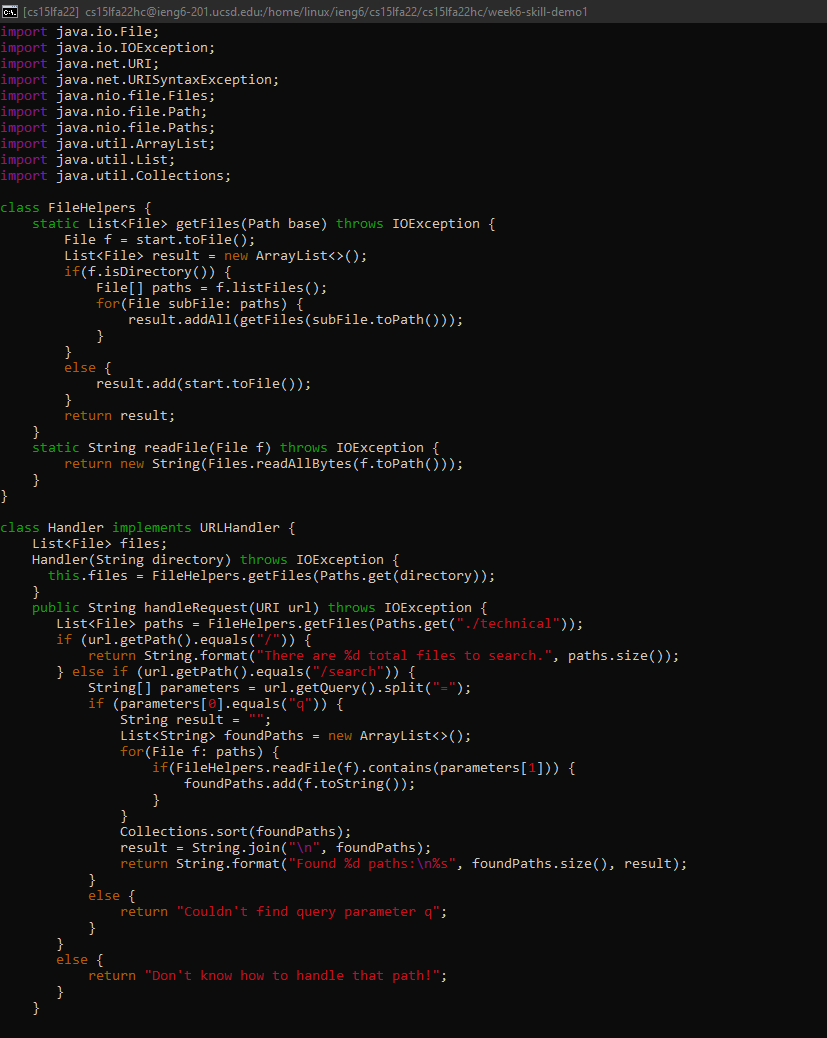 [cs15lfa22] cs15lfa22hc@ieng6-201.ucsd.edu:/home/linux/ieng6/cs15lfa22/cs15lfa22hc/week6-skill-demo1
import java.io.File;
import java.io.IOException;
import java.net.URI;
import java.net.URISyntaxException;
import java.nio.file.Files;
import java.nio.file.Path;
import java.nio.file.Paths;
import java.util.ArrayList;
import java.util.List;
import java.util.Collections;

class FileHelpers {
    static List<File> getFiles(Path base) throws IOException {
        File f = start.toFile();
        List<File> result = new ArrayList<>();
        if(f.isDirectory()) {
            File[] paths = f.listFiles();
            for(File subFile: paths) {
                result.addAll(getFiles(subFile.toPath()));
            }
        }
        else {
            result.add(start.toFile());
        }
        return result;
    }
    static String readFile(File f) throws IOException {
        return new String(Files.readAllBytes(f.toPath()));
    }
}

class Handler implements URLHandler {
    List<File> files;
    Handler(String directory) throws IOException {
      this.files = FileHelpers.getFiles(Paths.get(directory));
    }
    public String handleRequest(URI url) throws IOException {
       List<File> paths = FileHelpers.getFiles(Paths.get("./technical"));
       if (url.getPath().equals("/")) {
           return String.format("There are %d total files to search.", paths.size());
       } else if (url.getPath().equals("/search")) {
           String[] parameters = url.getQuery().split("=");
           if (parameters[0].equals("q")) {
               String result = "";
               List<String> foundPaths = new ArrayList<>();
               for(File f: paths) {
                   if(FileHelpers.readFile(f).contains(parameters[1])) {
                       foundPaths.add(f.toString());
                   }
               }
               Collections.sort(foundPaths);
               result = String.join("\n", foundPaths);
               return String.format("Found %d paths:\n%s", foundPaths.size(), result);
           }
           else {
               return "Couldn't find query parameter q";
           }
       }
       else {
           return "Don't know how to handle that path!";
       }
    }